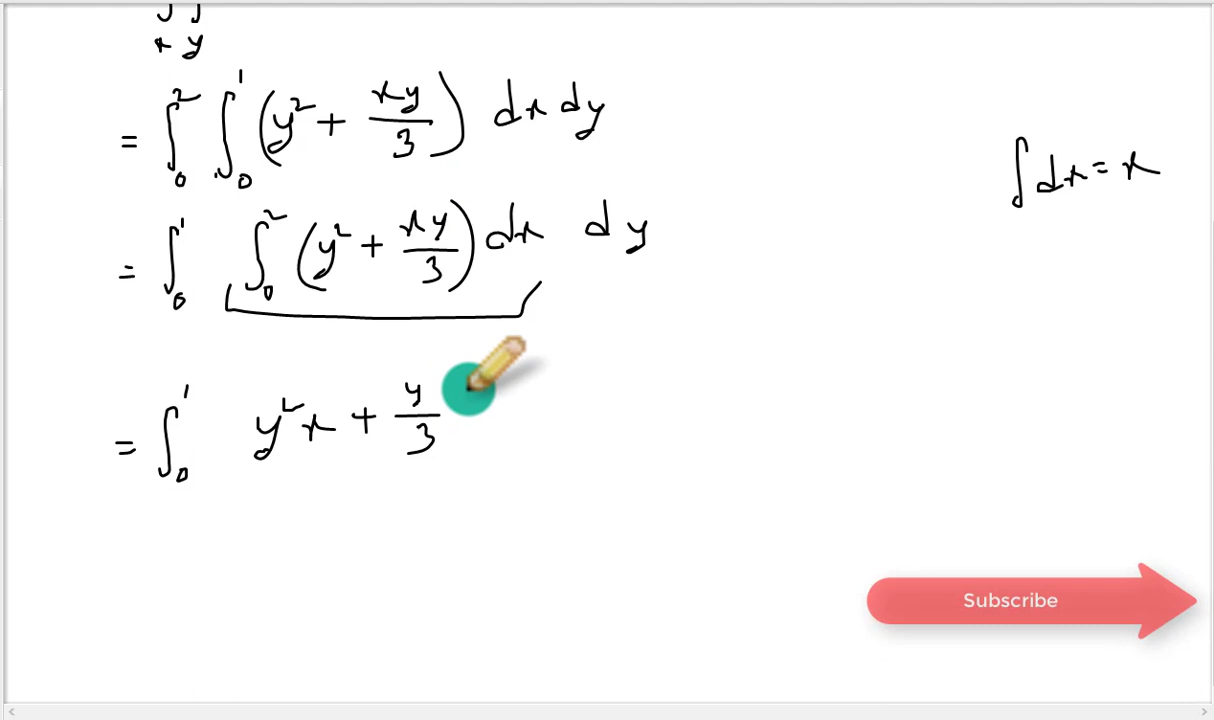 ∫ ∫
x y
= ∫₀² ∫₀¹ (y² + xy/3) dx dy
∫dx = x
= ∫₀¹ ∫₀² (y² + xy/3) dx dy
= ∫₀¹ y²x + y/3
Subscribe